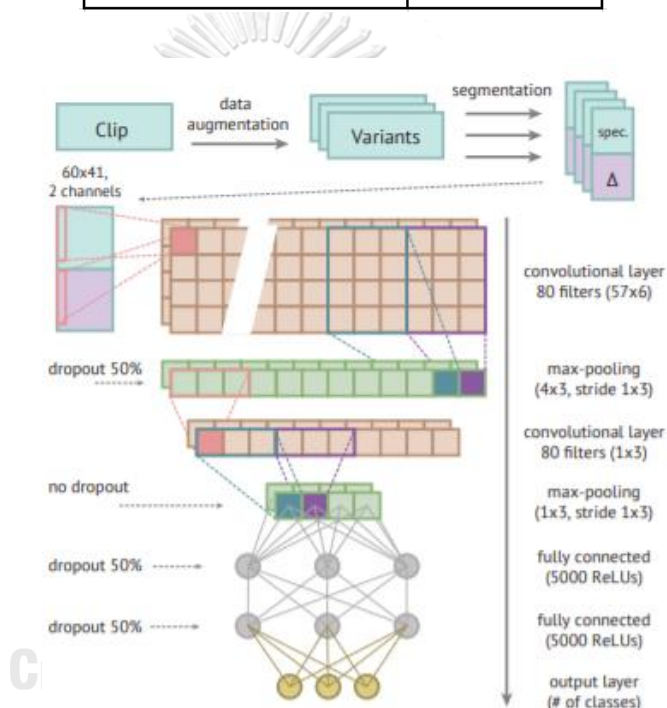 Clip
data
augmentation
Variants
segmentation
spec.
Δ
60x41,
2 channels
convolutional layer
80 filters (57x6)
dropout 50%
max-pooling
(4x3, stride 1x3)
convolutional layer
80 filters (1x3)
no dropout
max-pooling
(1x3, stride 1x3)
dropout 50%
fully connected
(5000 ReLUs)
dropout 50%
fully connected
(5000 ReLUs)
output layer
(# of classes)